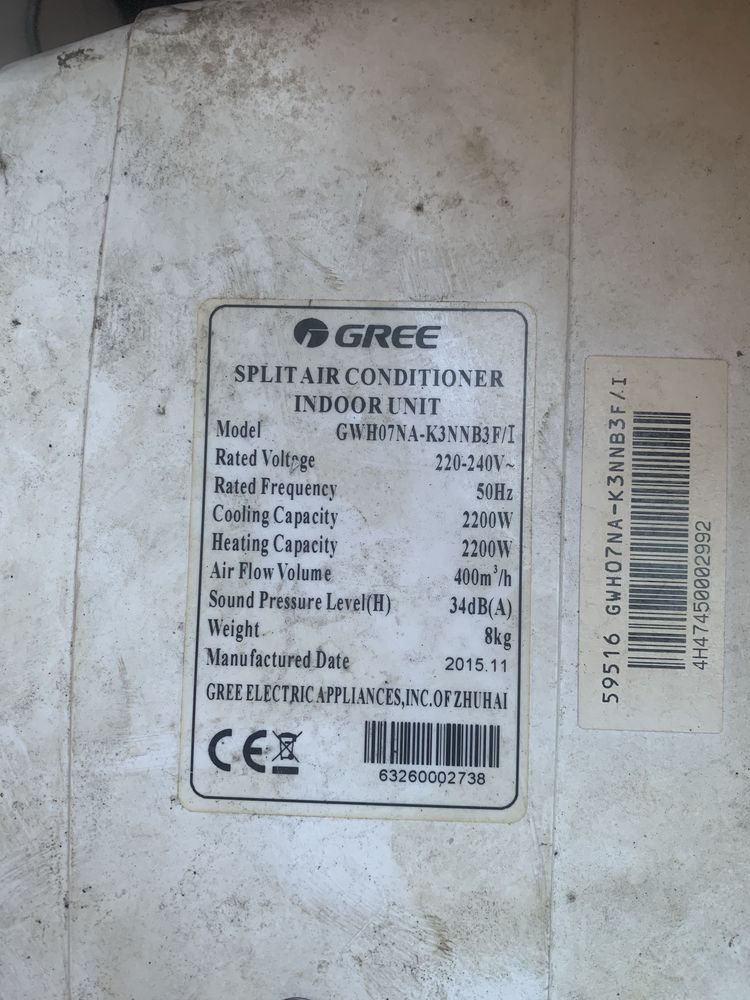 GREE
SPLIT AIR CONDITIONER
INDOOR UNIT
Model GWH07NA-K3NNB3F/I
Rated Voltage 220-240V~
Rated Frequency 50Hz
Cooling Capacity 2200W
Heating Capacity 2200W
Air Flow Volume 400m³/h
Sound Pressure Level(H) 34dB(A)
Weight 8kg
Manufactured Date 2015.11
GREE ELECTRIC APPLIANCES,INC.OF ZHUHAI
CE
63260002738
59516 GWH07NA-K3NNB3F/I
4H47450002992